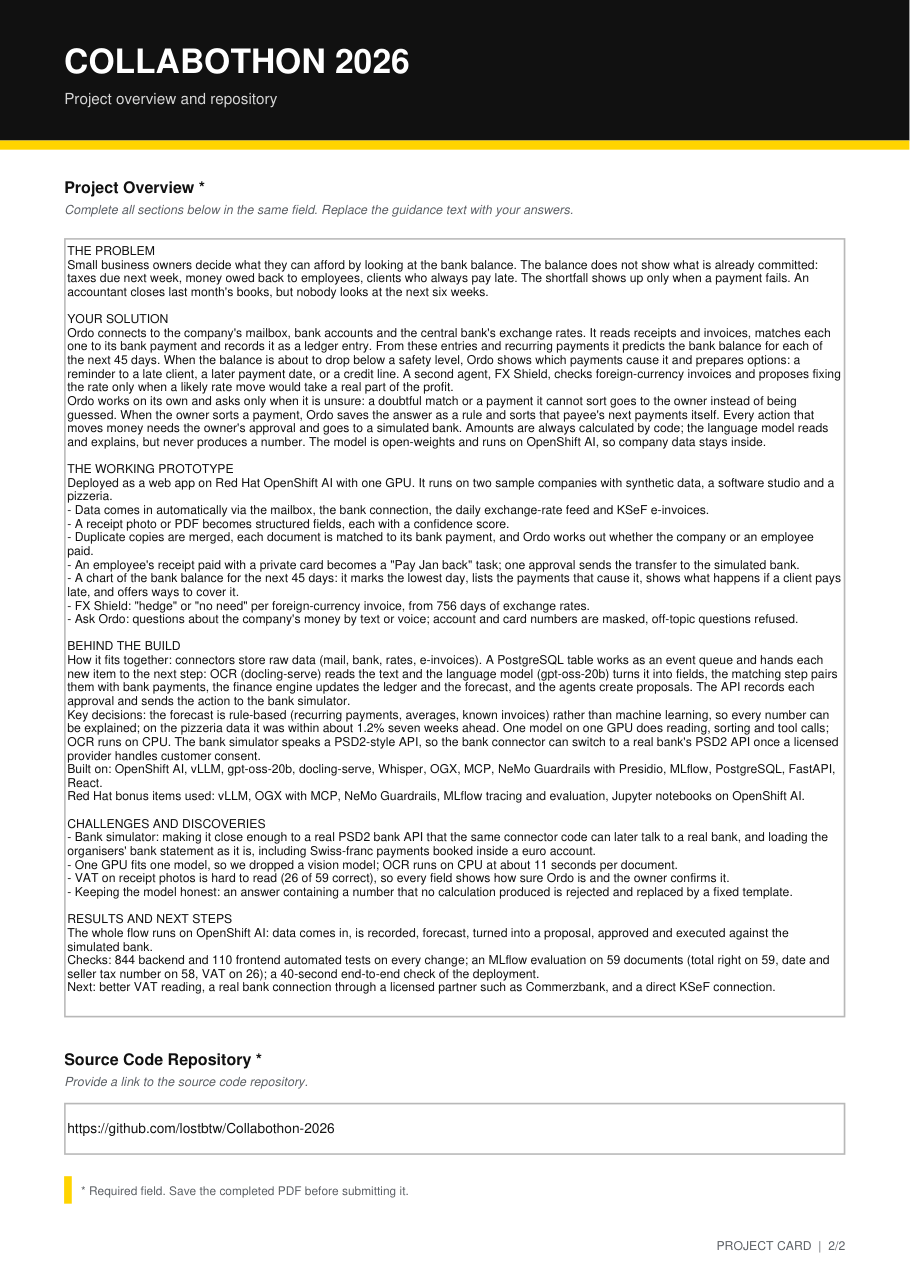 COLLABOTHON 2026
Project overview and repository
Project Overview *
Complete all sections below in the same field. Replace the guidance text with your answers.
THE PROBLEM
Small business owners decide what they can afford by looking at the bank balance. The balance does not show what is already committed:
taxes due next week, money owed back to employees, clients who always pay late. The shortfall shows up only when a payment fails. An
accountant closes last month's books, but nobody looks at the next six weeks.
YOUR SOLUTION
Ordo connects to the company's mailbox, bank accounts and the central bank's exchange rates. It reads receipts and invoices, matches each
one to its bank payment and records it as a ledger entry. From these entries and recurring payments it predicts the bank balance for each of
the next 45 days. When the balance is about to drop below a safety level, Ordo shows which payments cause it and prepares options: a
reminder to a late client, a later payment date, or a credit line. A second agent, FX Shield, checks foreign-currency invoices and proposes fixing
the rate only when a likely rate move would take a real part of the profit.
Ordo works on its own and asks only when it is unsure: a doubtful match or a payment it cannot sort goes to the owner instead of being
guessed. When the owner sorts a payment, Ordo saves the answer as a rule and sorts that payee's next payments itself. Every action that
moves money needs the owner's approval and goes to a simulated bank. Amounts are always calculated by code; the language model reads
and explains, but never produces a number. The model is open-weights and runs on OpenShift AI, so company data stays inside.
THE WORKING PROTOTYPE
Deployed as a web app on Red Hat OpenShift AI with one GPU. It runs on two sample companies with synthetic data, a software studio and a
pizzeria.
- Data comes in automatically via the mailbox, the bank connection, the daily exchange-rate feed and KSeF e-invoices.
- A receipt photo or PDF becomes structured fields, each with a confidence score.
- Duplicate copies are merged, each document is matched to its bank payment, and Ordo works out whether the company or an employee
paid.
- An employee's receipt paid with a private card becomes a "Pay Jan back" task; one approval sends the transfer to the simulated bank.
- A chart of the bank balance for the next 45 days: it marks the lowest day, lists the payments that cause it, shows what happens if a client pays
late, and offers ways to cover it.
- FX Shield: "hedge" or "no need" per foreign-currency invoice, from 756 days of exchange rates.
- Ask Ordo: questions about the company's money by text or voice; account and card numbers are masked, off-topic questions refused.
BEHIND THE BUILD
How it fits together: connectors store raw data (mail, bank, rates, e-invoices). A PostgreSQL table works as an event queue and hands each
new item to the next step: OCR (docling-serve) reads the text and the language model (gpt-oss-20b) turns it into fields, the matching step pairs
them with bank payments, the finance engine updates the ledger and the forecast, and the agents create proposals. The API records each
approval and sends the action to the bank simulator.
Key decisions: the forecast is rule-based (recurring payments, averages, known invoices) rather than machine learning, so every number can
be explained; on the pizzeria data it was within about 1.2% seven weeks ahead. One model on one GPU does reading, sorting and tool calls;
OCR runs on CPU. The bank simulator speaks a PSD2-style API, so the bank connector can switch to a real bank's PSD2 API once a licensed
provider handles customer consent.
Built on: OpenShift AI, vLLM, gpt-oss-20b, docling-serve, Whisper, OGX, MCP, NeMo Guardrails with Presidio, MLflow, PostgreSQL, FastAPI,
React.
Red Hat bonus items used: vLLM, OGX with MCP, NeMo Guardrails, MLflow tracing and evaluation, Jupyter notebooks on OpenShift AI.
CHALLENGES AND DISCOVERIES
- Bank simulator: making it close enough to a real PSD2 bank API that the same connector code can later talk to a real bank, and loading the
organisers' bank statement as it is, including Swiss-franc payments booked inside a euro account.
- One GPU fits one model, so we dropped a vision model; OCR runs on CPU at about 11 seconds per document.
- VAT on receipt photos is hard to read (26 of 59 correct), so every field shows how sure Ordo is and the owner confirms it.
- Keeping the model honest: an answer containing a number that no calculation produced is rejected and replaced by a fixed template.
RESULTS AND NEXT STEPS
The whole flow runs on OpenShift AI: data comes in, is recorded, forecast, turned into a proposal, approved and executed against the
simulated bank.
Checks: 844 backend and 110 frontend automated tests on every change; an MLflow evaluation on 59 documents (total right on 59, date and
seller tax number on 58, VAT on 26); a 40-second end-to-end check of the deployment.
Next: better VAT reading, a real bank connection through a licensed partner such as Commerzbank, and a direct KSeF connection.
Source Code Repository *
Provide a link to the source code repository.
https://github.com/lostbtw/Collabothon-2026
* Required field. Save the completed PDF before submitting it.
PROJECT CARD | 2/2